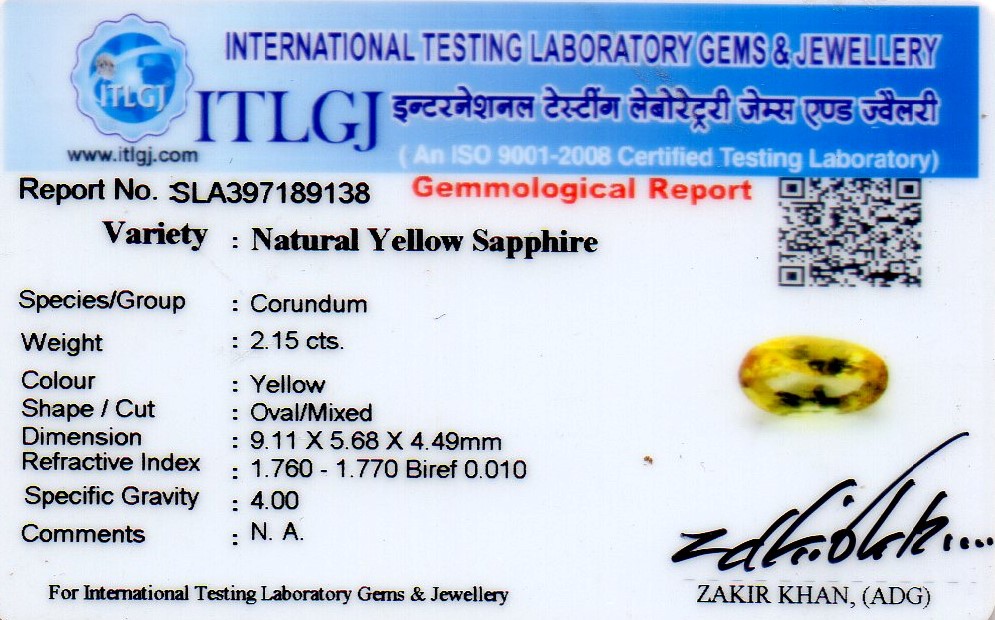 ITLGJ
www.itlgj.com
INTERNATIONAL TESTING LABORATORY GEMS & JEWELLERY
ITLGJ
इन्टरनेशनल टेस्टींग लेबोरेट्ररी जेम्स एण्ड ज्वैलरी
( An ISO 9001-2008 Certified Testing Laboratory)
Report No. :SLA397189138
Gemmological Report
Variety : Natural Yellow Sapphire
Species/Group : Corundum
Weight : 2.15 cts.
Colour : Yellow
Shape / Cut : Oval/Mixed
Dimension : 9.11 X 5.68 X 4.49mm
Refractive Index : 1.760 - 1.770 Biref 0.010
Specific Gravity : 4.00
Comments : N. A.
For International Testing Laboratory Gems & Jewellery
ZAKIR KHAN, (ADG)